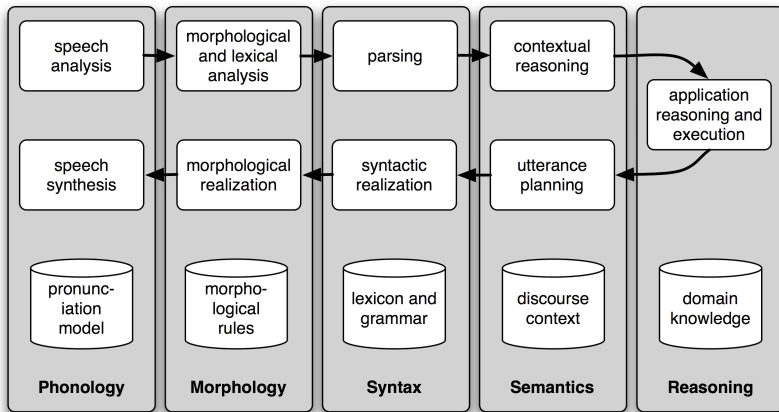 speech
analysis
morphological
and lexical
analysis
parsing
contextual
reasoning
application
reasoning and
execution
speech
synthesis
morphological
realization
syntactic
realization
utterance
planning
pronunc-
iation
model
morpho-
logical
rules
lexicon and
grammar
discourse
context
domain
knowledge
Phonology
Morphology
Syntax
Semantics
Reasoning